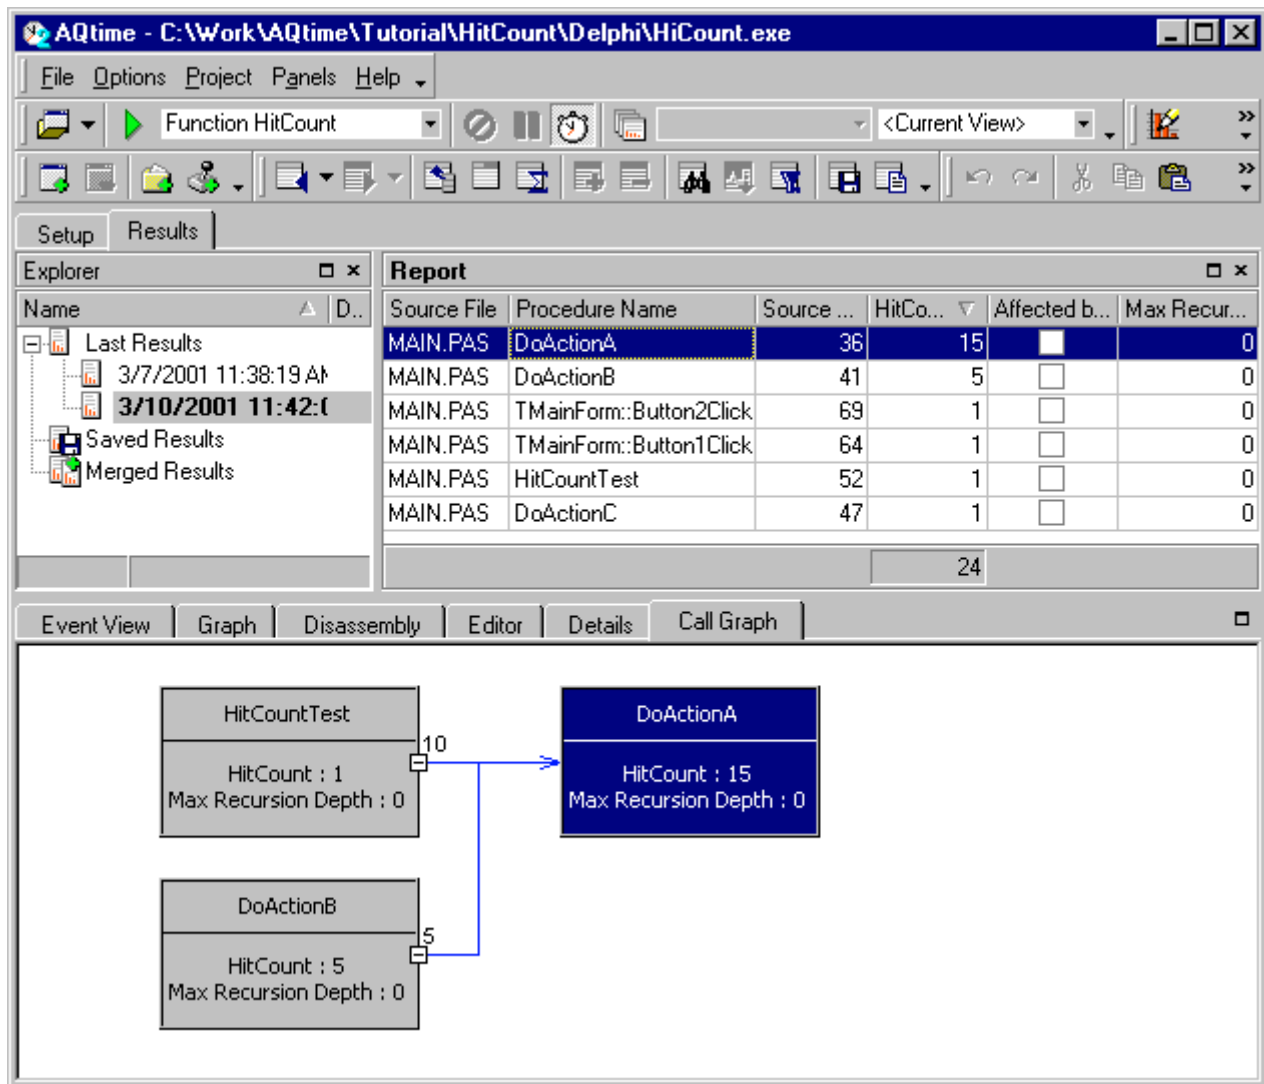 AQtime - C:\Work\AQtime\Tutorial\HitCount\Delphi\HiCount.exe
File Options Project Panels Help
Function HitCount <Current View>
Setup Results
Explorer
Name D..
Last Results
3/7/2001 11:38:19 AM
3/10/2001 11:42:0
Saved Results
Merged Results
Report
Source File Procedure Name Source ... HitCo... Affected b... Max Recur...
MAIN.PAS DoActionA 36 15 0
MAIN.PAS DoActionB 41 5 0
MAIN.PAS TMainForm::Button2Click 69 1 0
MAIN.PAS TMainForm::Button1Click 64 1 0
MAIN.PAS HitCountTest 52 1 0
MAIN.PAS DoActionC 47 1 0
24
Event View Graph Disassembly Editor Details Call Graph
HitCountTest
HitCount : 1
Max Recursion Depth : 0
10
DoActionA
HitCount : 15
Max Recursion Depth : 0
DoActionB
HitCount : 5
Max Recursion Depth : 0
5